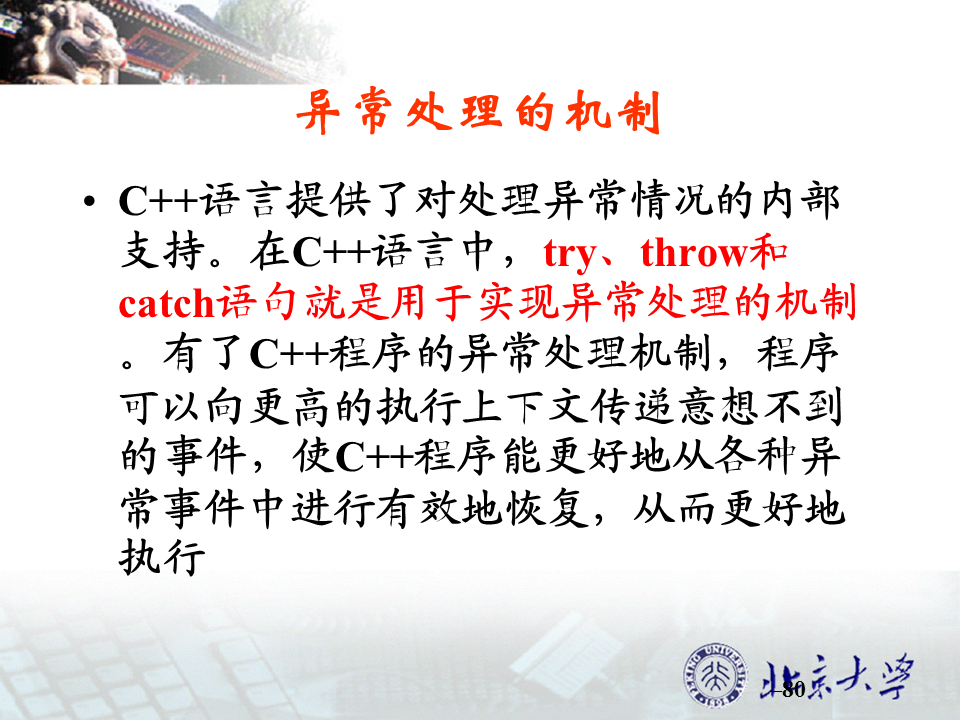 异常处理的机制
• C++语言提供了对处理异常情况的内部
支持。在C++语言中，try、throw和
catch语句就是用于实现异常处理的机制
。有了C++程序的异常处理机制，程序
可以向更高的执行上下文传递意想不到
的事件，使C++程序能更好地从各种异
常事件中进行有效地恢复，从而更好地
执行
PEKING UNIVERSITY
1898
北京大学
–80